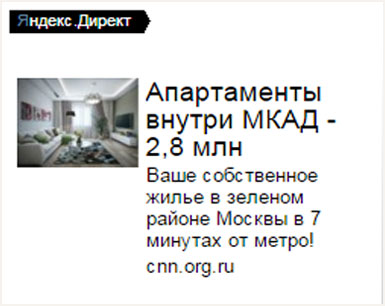 Яндекс.Директ
Апартаменты
внутри МКАД -
2,8 млн
Ваше собственное
жилье в зеленом
районе Москвы в 7
минутах от метро!
cnn.org.ru